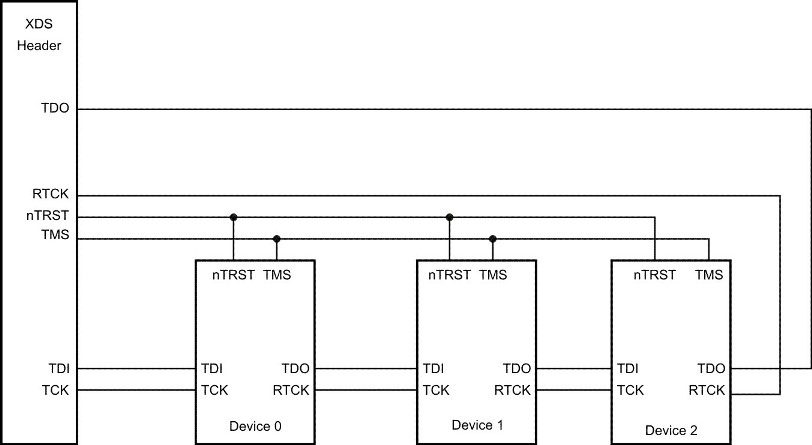 XDS
Header
TDO
RTCK
nTRST
TMS
nTRST TMS
nTRST TMS
nTRST TMS
TDI
TDI TDO
TDI TDO
TDI TDO
TCK
TCK RTCK
TCK RTCK
TCK RTCK
Device 0
Device 1
Device 2